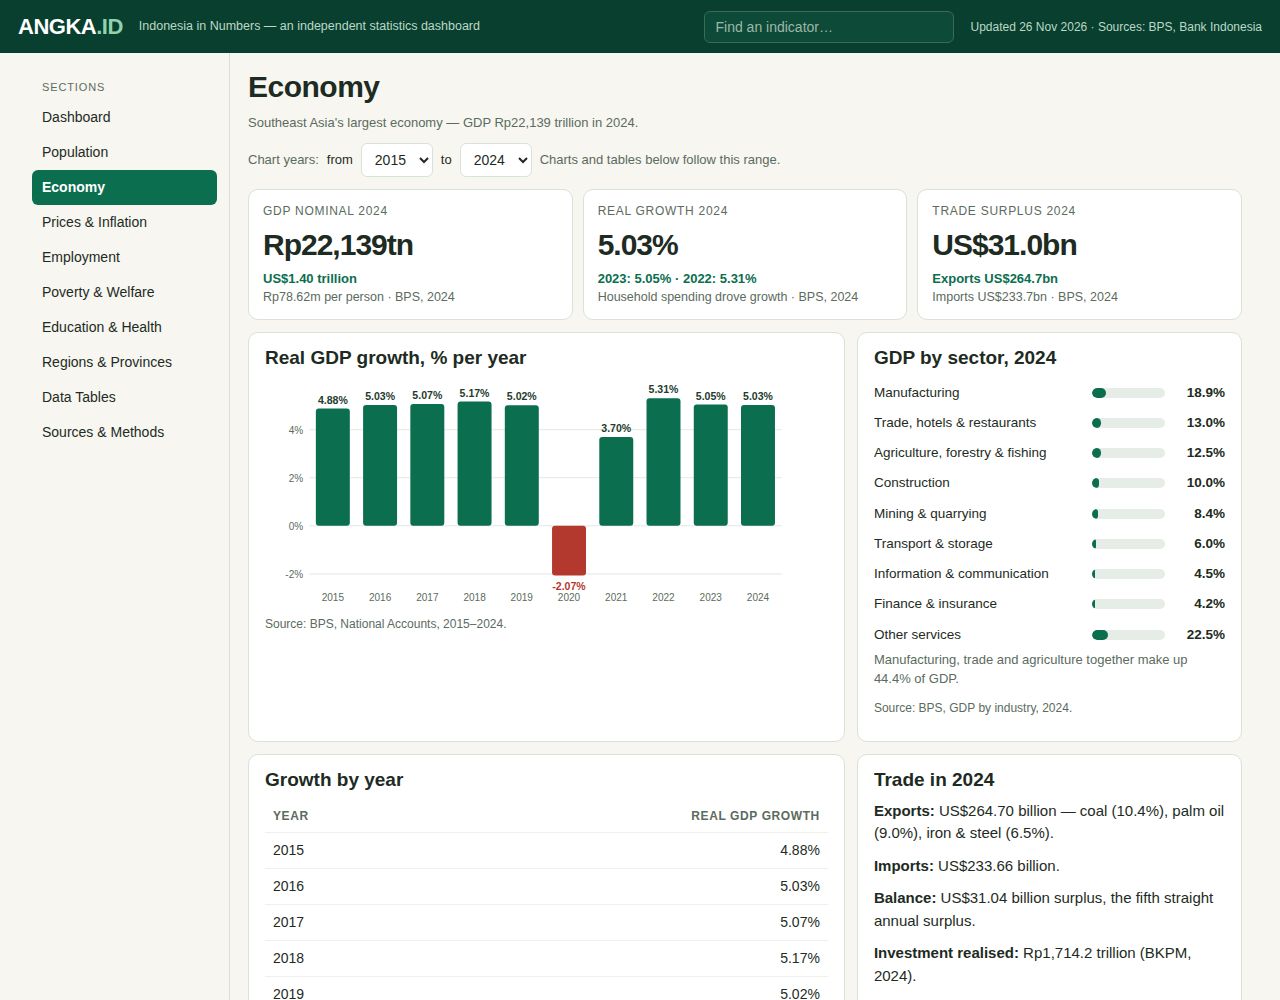 ANGKA.ID
Indonesia in Numbers — an independent statistics dashboard
Find an indicator…
Updated 26 Nov 2026 · Sources: BPS, Bank Indonesia
SECTIONS
Dashboard
Population
Economy
Prices & Inflation
Employment
Poverty & Welfare
Education & Health
Regions & Provinces
Data Tables
Sources & Methods
Economy
Southeast Asia's largest economy — GDP Rp22,139 trillion in 2024.
Chart years: from 2015 to 2024 Charts and tables below follow this range.
GDP NOMINAL 2024
Rp22,139tn
US$1.40 trillion
Rp78.62m per person · BPS, 2024
REAL GROWTH 2024
5.03%
2023: 5.05% · 2022: 5.31%
Household spending drove growth · BPS, 2024
TRADE SURPLUS 2024
US$31.0bn
Exports US$264.7bn
Imports US$233.7bn · BPS, 2024
Real GDP growth, % per year
4.88% 5.03% 5.07% 5.17% 5.02% -2.07% 3.70% 5.31% 5.05% 5.03%
4%
2%
0%
-2%
2015 2016 2017 2018 2019 2020 2021 2022 2023 2024
Source: BPS, National Accounts, 2015–2024.
GDP by sector, 2024
Manufacturing 18.9%
Trade, hotels & restaurants 13.0%
Agriculture, forestry & fishing 12.5%
Construction 10.0%
Mining & quarrying 8.4%
Transport & storage 6.0%
Information & communication 4.5%
Finance & insurance 4.2%
Other services 22.5%
Manufacturing, trade and agriculture together make up
44.4% of GDP.
Source: BPS, GDP by industry, 2024.
Growth by year
YEAR REAL GDP GROWTH
2015 4.88%
2016 5.03%
2017 5.07%
2018 5.17%
2019 5.02%
Trade in 2024
Exports: US$264.70 billion — coal (10.4%), palm oil
(9.0%), iron & steel (6.5%).
Imports: US$233.66 billion.
Balance: US$31.04 billion surplus, the fifth straight
annual surplus.
Investment realised: Rp1,714.2 trillion (BKPM,
2024).